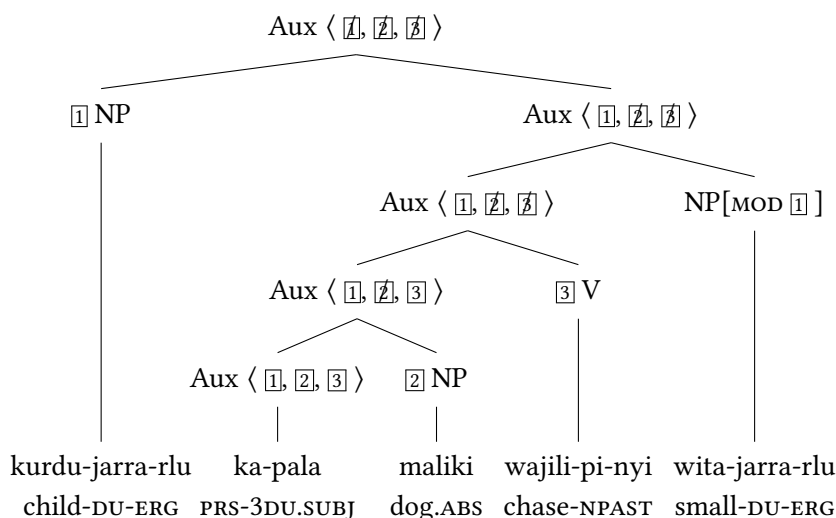 Aux ⟨ 1̸, 2̸, 3̸ ⟩
1 NP Aux ⟨ 1, 2̸, 3̸ ⟩
Aux ⟨ 1, 2̸, 3̸ ⟩ NP[MOD 1 ]
Aux ⟨ 1, 2̸, 3 ⟩ 3 V
Aux ⟨ 1, 2, 3 ⟩ 2 NP
kurdu-jarra-rlu ka-pala maliki wajili-pi-nyi wita-jarra-rlu
child-DU-ERG PRS-3DU.SUBJ dog.ABS chase-NPAST small-DU-ERG